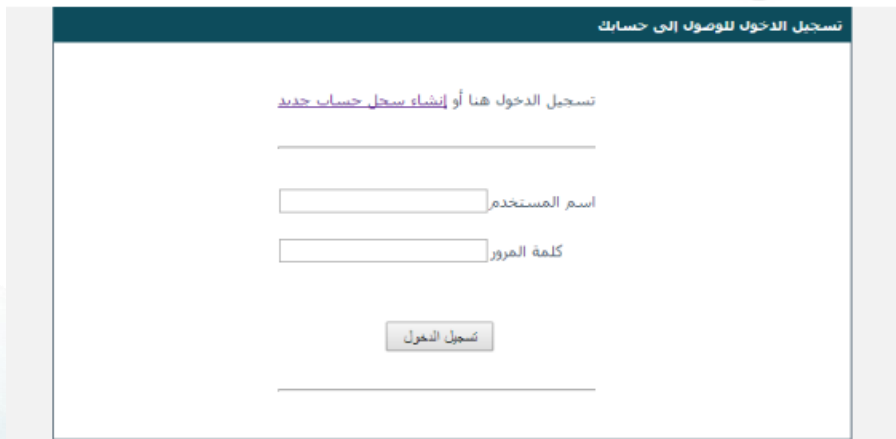 تسجيل الدخول للوصول إلى حسابك
تسجيل الدخول هنا أو إنشاء سجل حساب جديد
اسم المستخدم
كلمة المرور
تسجيل الدخول